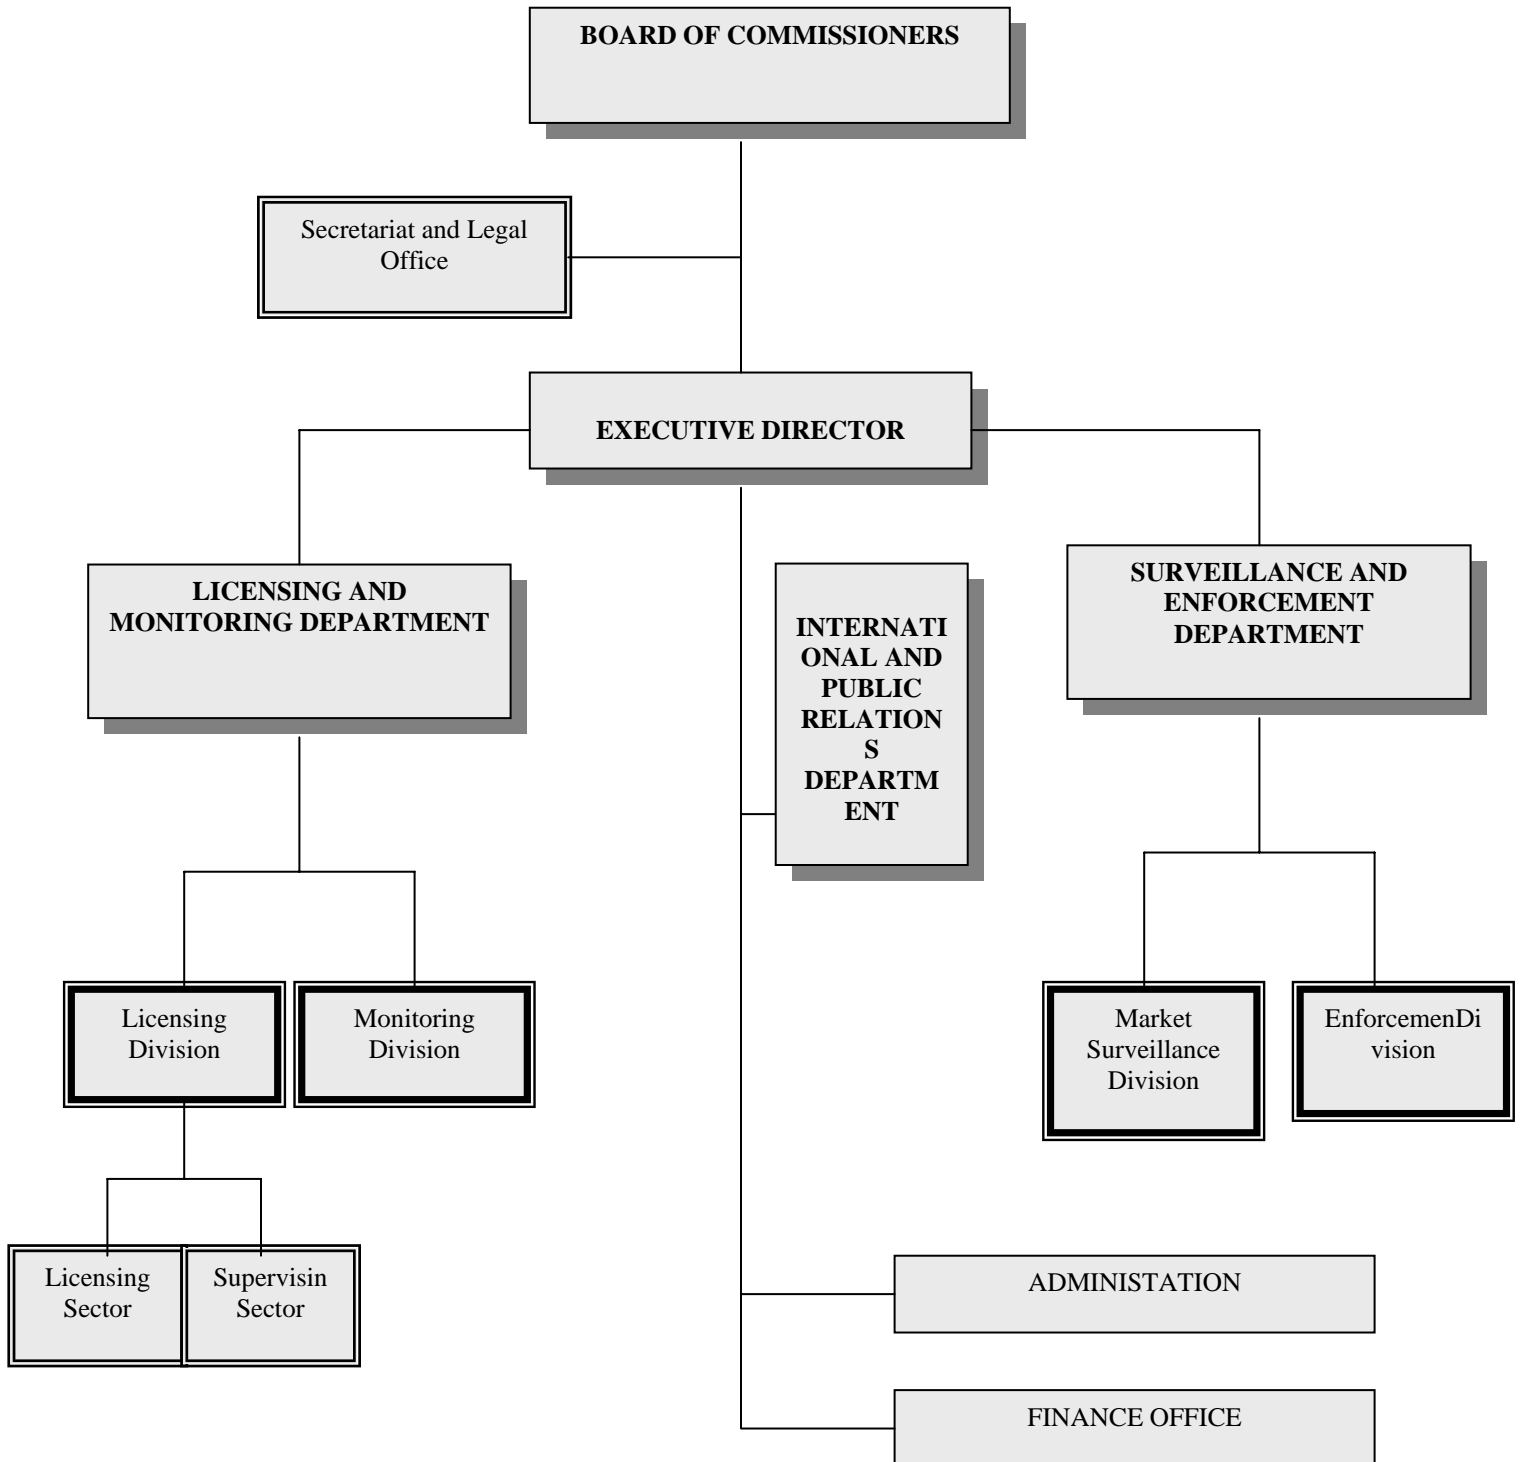 BOARD OF COMMISSIONERS
Secretariat and Legal
Office
EXECUTIVE DIRECTOR
LICENSING AND
MONITORING DEPARTMENT
INTERNATI
ONAL AND
PUBLIC
RELATION
S
DEPARTM
ENT
SURVEILLANCE AND
ENFORCEMENT
DEPARTMENT
Licensing
Division
Monitoring
Division
Market
Surveillance
Division
EnforcemenDi
vision
Licensing
Sector
Supervisin
Sector
ADMINISTATION
FINANCE OFFICE